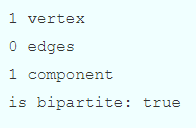 1 vertex
0 edges
1 component
is bipartite: true